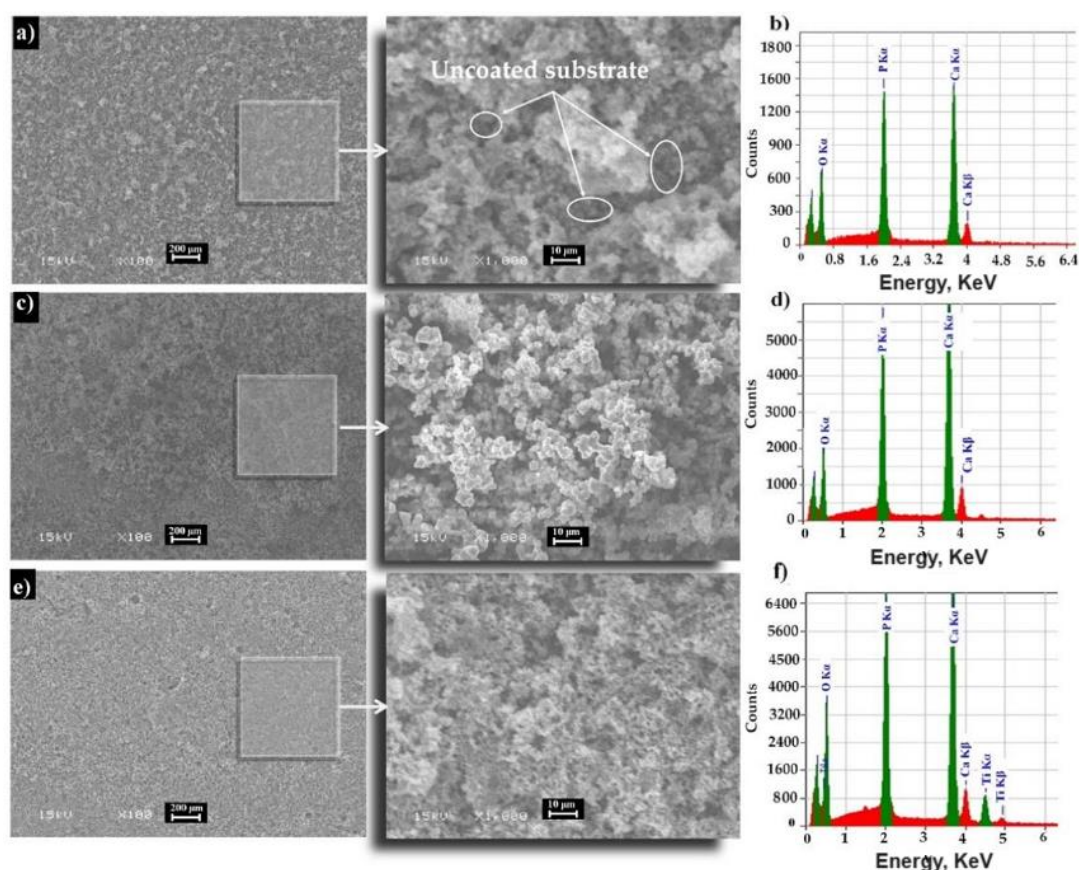 a)
200 μm
15kV X100
Uncoated substrate
10 μm
15kV X1,000
b)
Counts
1800
1600
1200
900
600
300
0
O Kα
P Kα
Ca Kα
Ca Kβ
0 0.8 1.6 2.4 3.2 4 5.6 6.4
Energy, KeV
c)
200 μm
15kV X100
10 μm
15kV X1,000
d)
Counts
5000
4000
3000
2000
1000
0
O Kα
P Kα
Ca Kα
Ca Kβ
0 1 2 3 4 5 6
Energy, KeV
e)
200 μm
15kV X100
10 μm
15kV X1,000
f)
Counts
6400
5600
4500
4000
3200
2400
1600
800
0
O Kα
P Kα
Ca Kα
Ca Kβ
Ti Kα
Ti Kβ
0 1 2 3 4 5 6
Energy, KeV